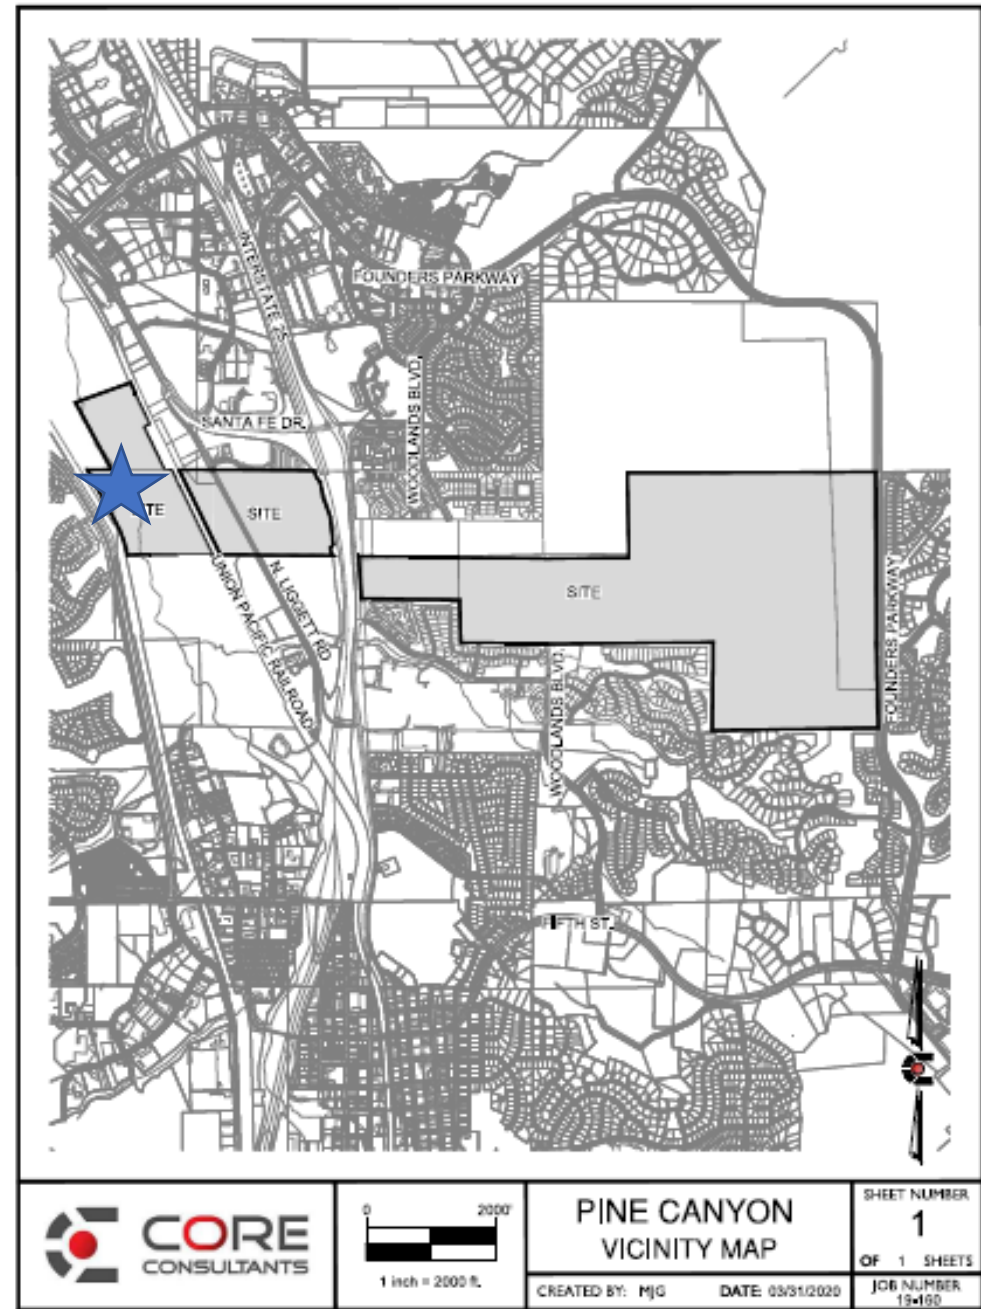 FOUNDERS PARKWAY
INTERSTATE 25
WOODLANDS BLVD.
SANTA FE DR.
TE
SITE
SITE
N. LIGGETT RD
UNION PACIFIC RAILROAD
WOODLANDS BLVD.
FOUNDERS PARKWAY
FIFTH ST.
CORE
CONSULTANTS
0 2000'
1 inch = 2000 ft.
PINE CANYON
VICINITY MAP
CREATED BY: MJG DATE: 03/31/2020
SHEET NUMBER
1
OF 1 SHEETS
JOB NUMBER
19-160